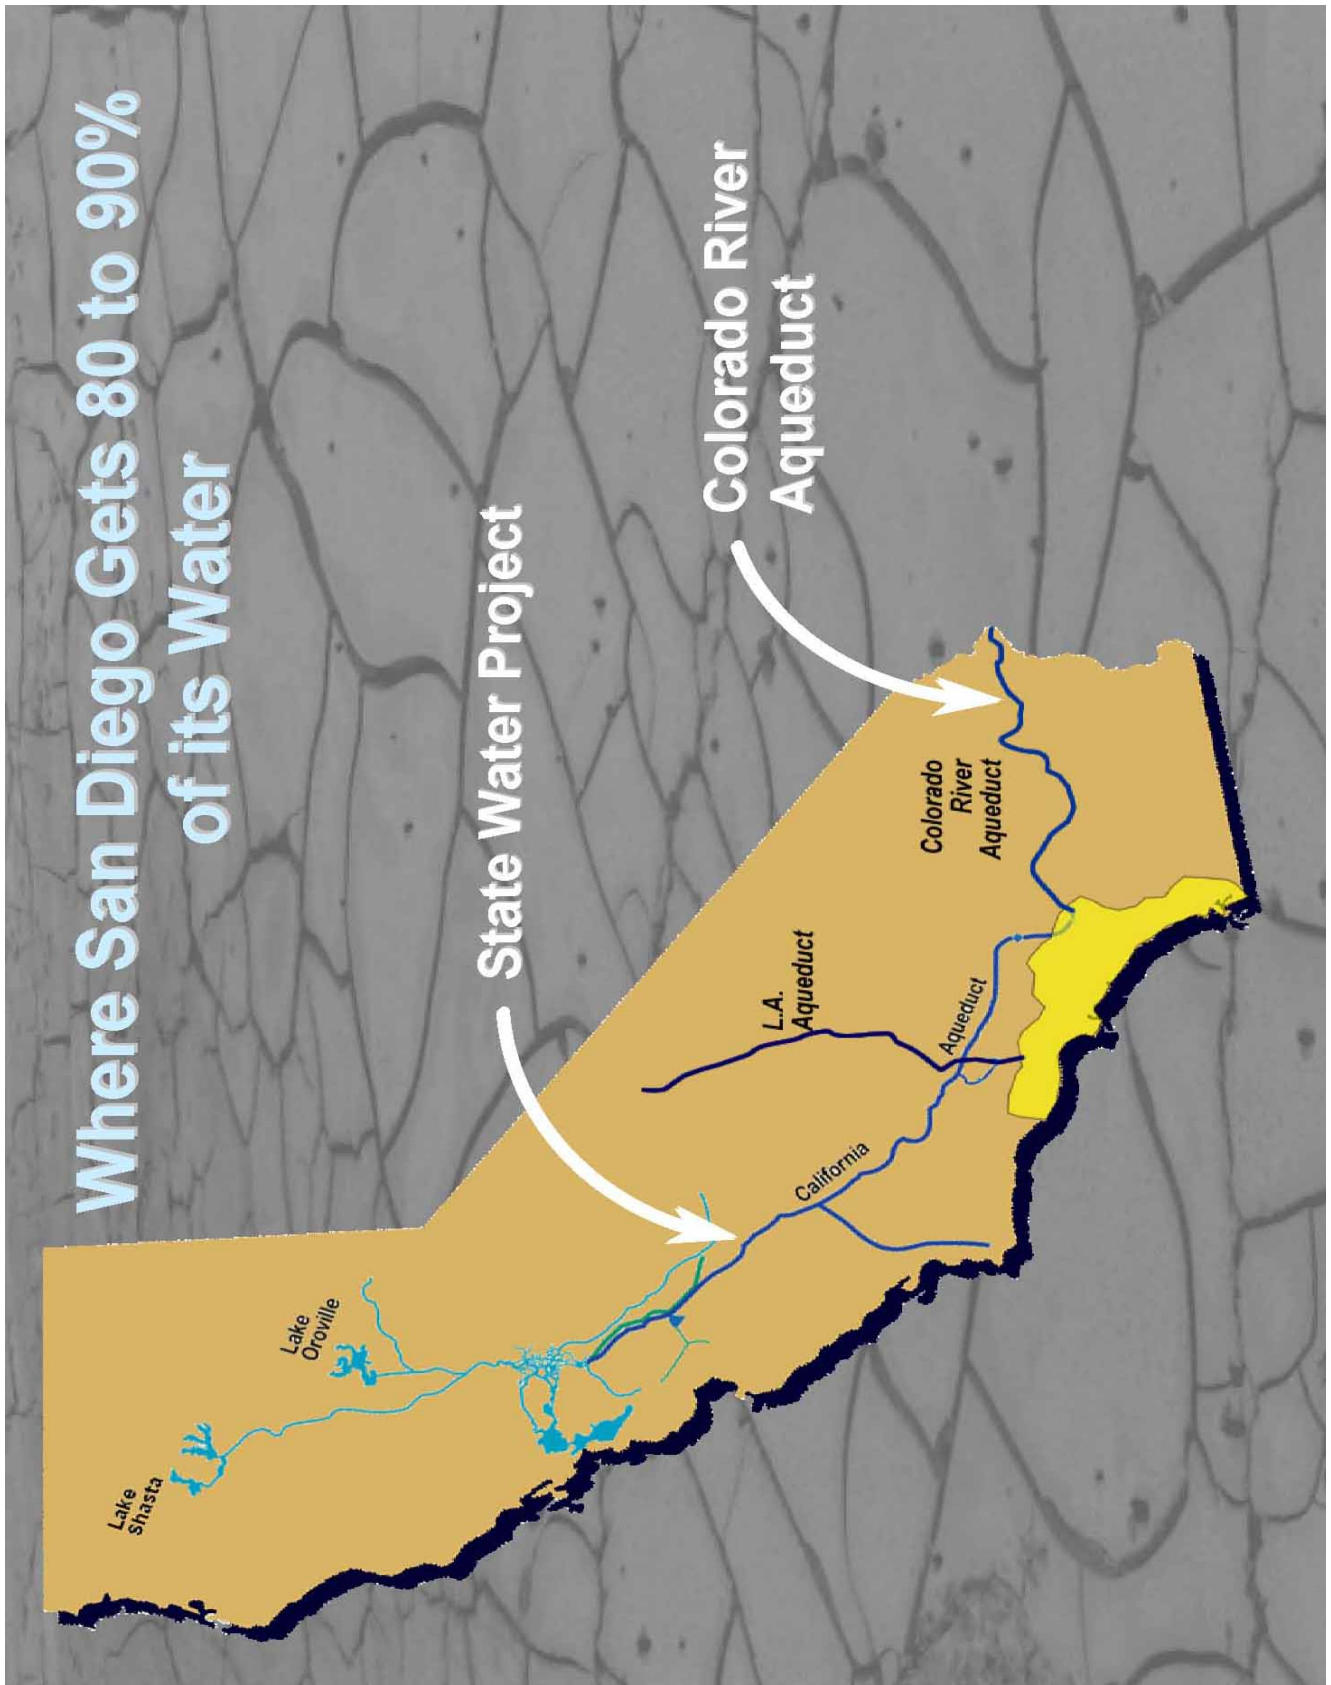 Where San Diego Gets 80 to 90%
of its Water
State Water Project
Colorado River
Aqueduct
Lake
Shasta
Lake
Oroville
California
Aqueduct
L.A.
Aqueduct
Colorado
River
Aqueduct